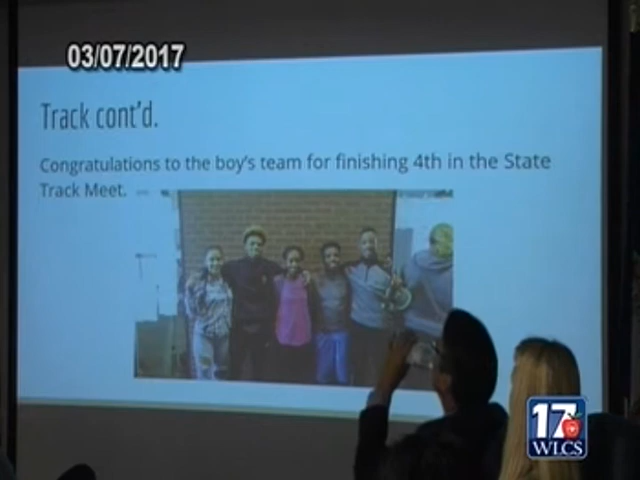 03/07/2017
Track cont'd.
Congratulations to the boy's team for finishing 4th in the State
Track Meet.
17
WLCS